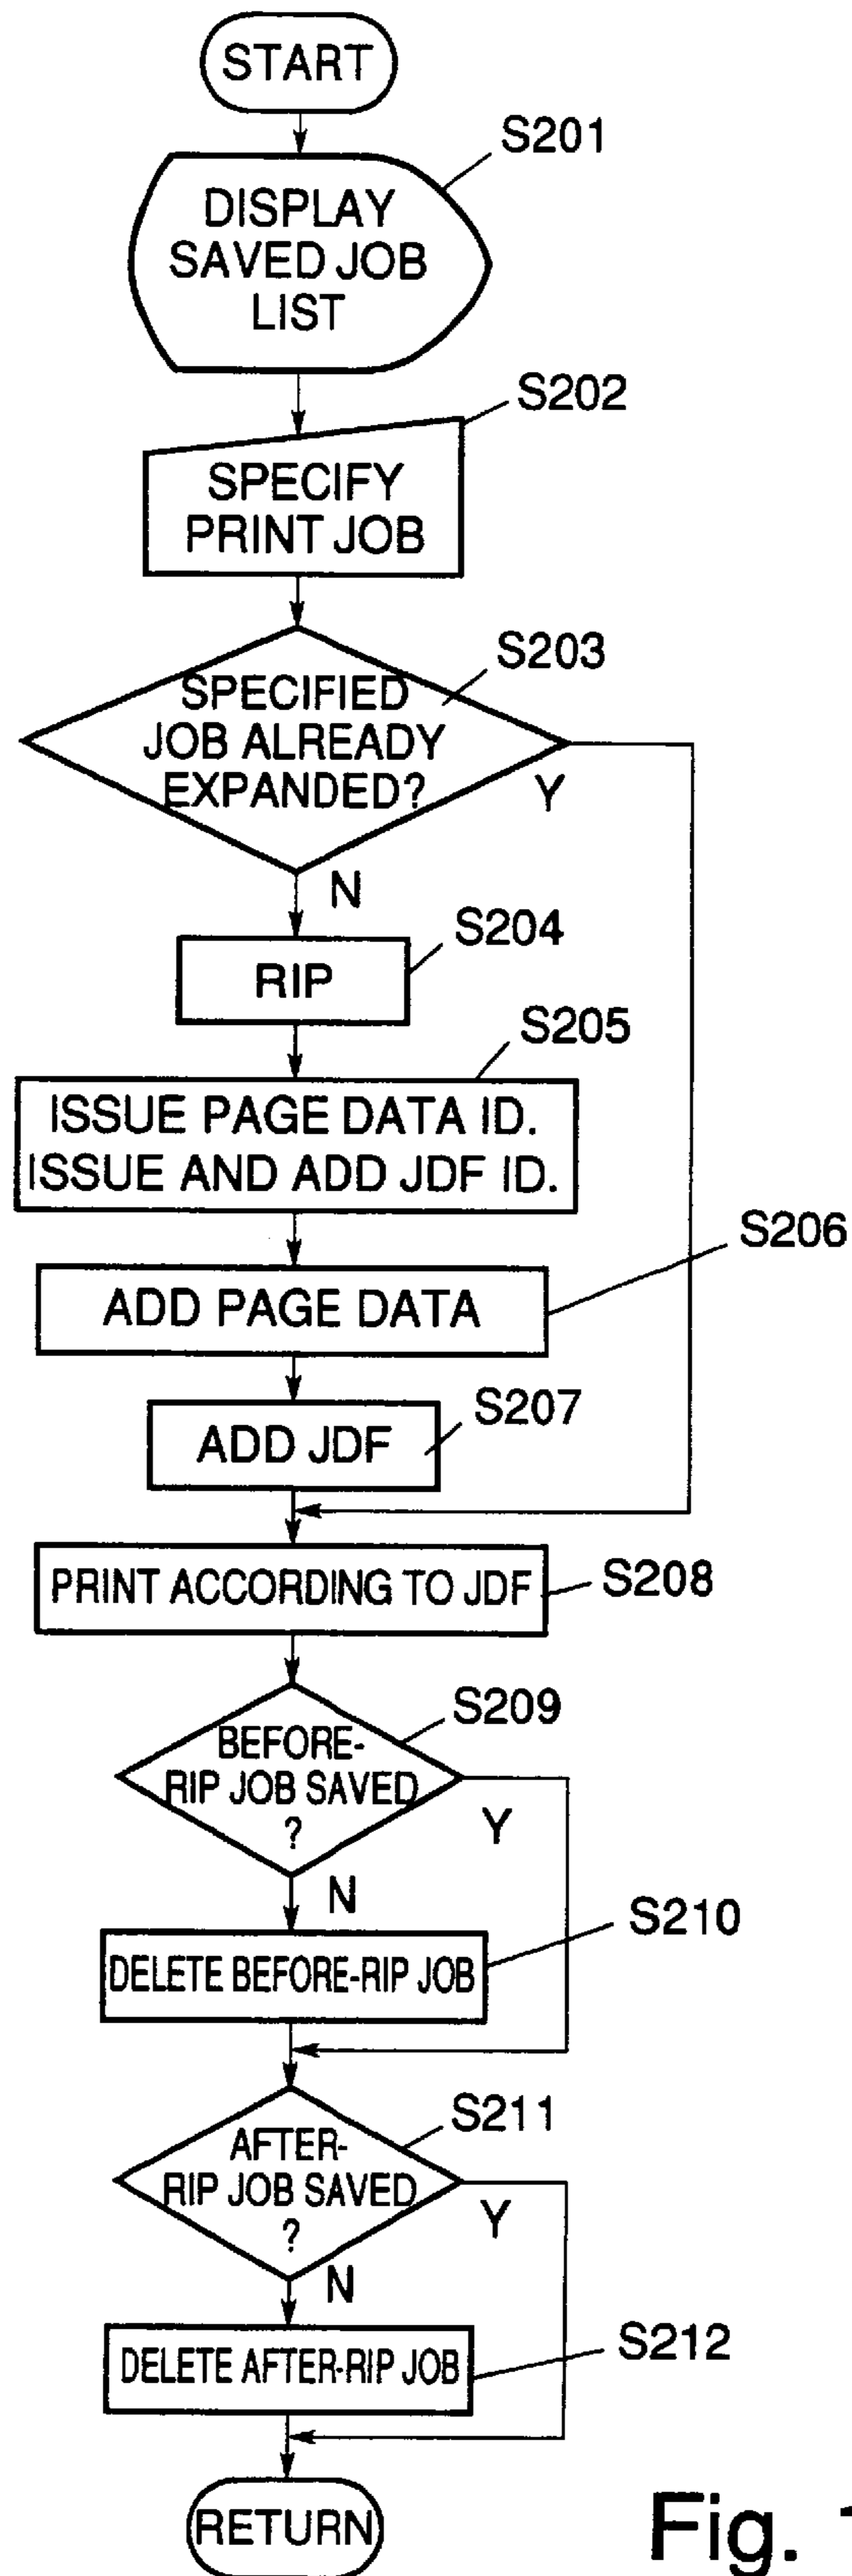 START
S201
DISPLAY
SAVED JOB
LIST
S202
SPECIFY
PRINT JOB
S203
SPECIFIED
JOB ALREADY
EXPANDED?
Y
N
S204
RIP
S205
ISSUE PAGE DATA ID.
ISSUE AND ADD JDF ID.
S206
ADD PAGE DATA
S207
ADD JDF
PRINT ACCORDING TO JDF
S208
S209
BEFORE-
RIP JOB SAVED
?
Y
N
S210
DELETE BEFORE-RIP JOB
S211
AFTER-
RIP JOB SAVED
?
Y
N
S212
DELETE AFTER-RIP JOB
RETURN
Fig.